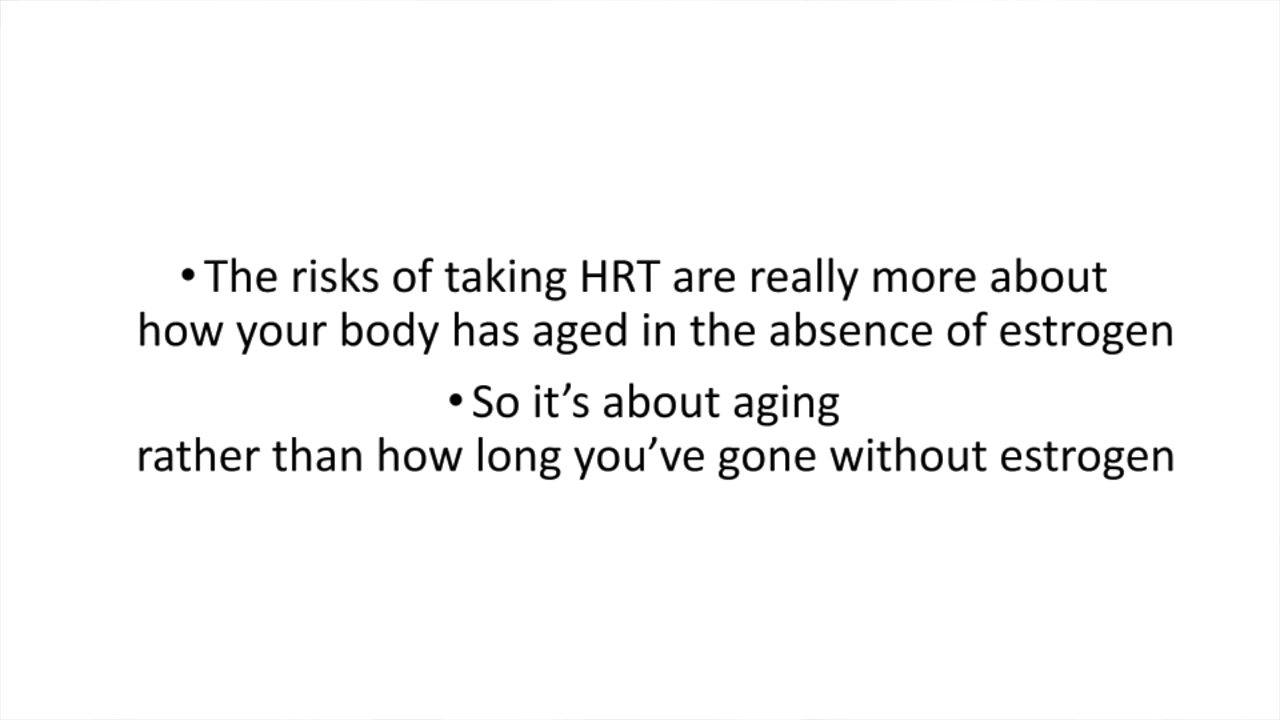 • The risks of taking HRT are really more about
how your body has aged in the absence of estrogen
• So it’s about aging
rather than how long you’ve gone without estrogen